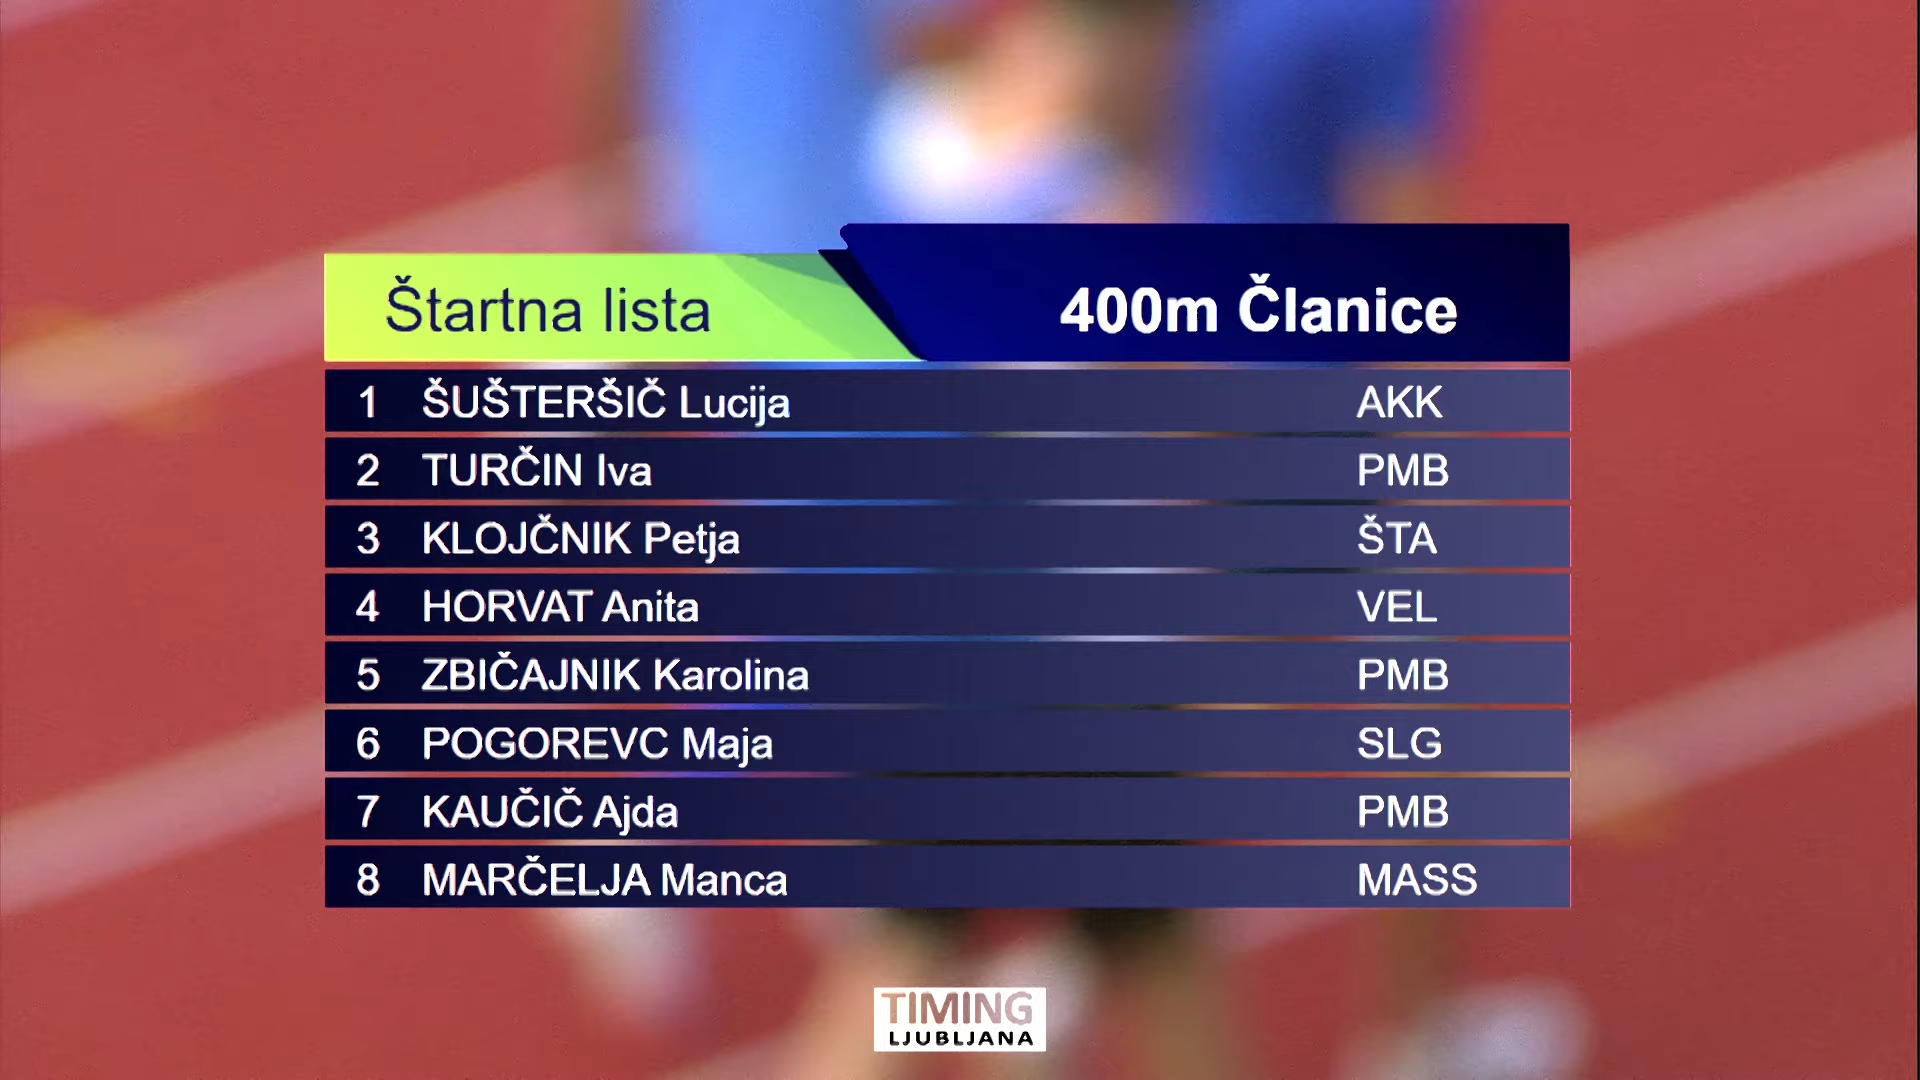 Štartna lista
400m Članice
1 ŠUŠTERŠIČ Lucija AKK
2 TURČIN Iva PMB
3 KLOJČNIK Petja ŠTA
4 HORVAT Anita VEL
5 ZBIČAJNIK Karolina PMB
6 POGOREVC Maja SLG
7 KAUČIČ Ajda PMB
8 MARČELJA Manca MASS
TIMING
LJUBLJANA